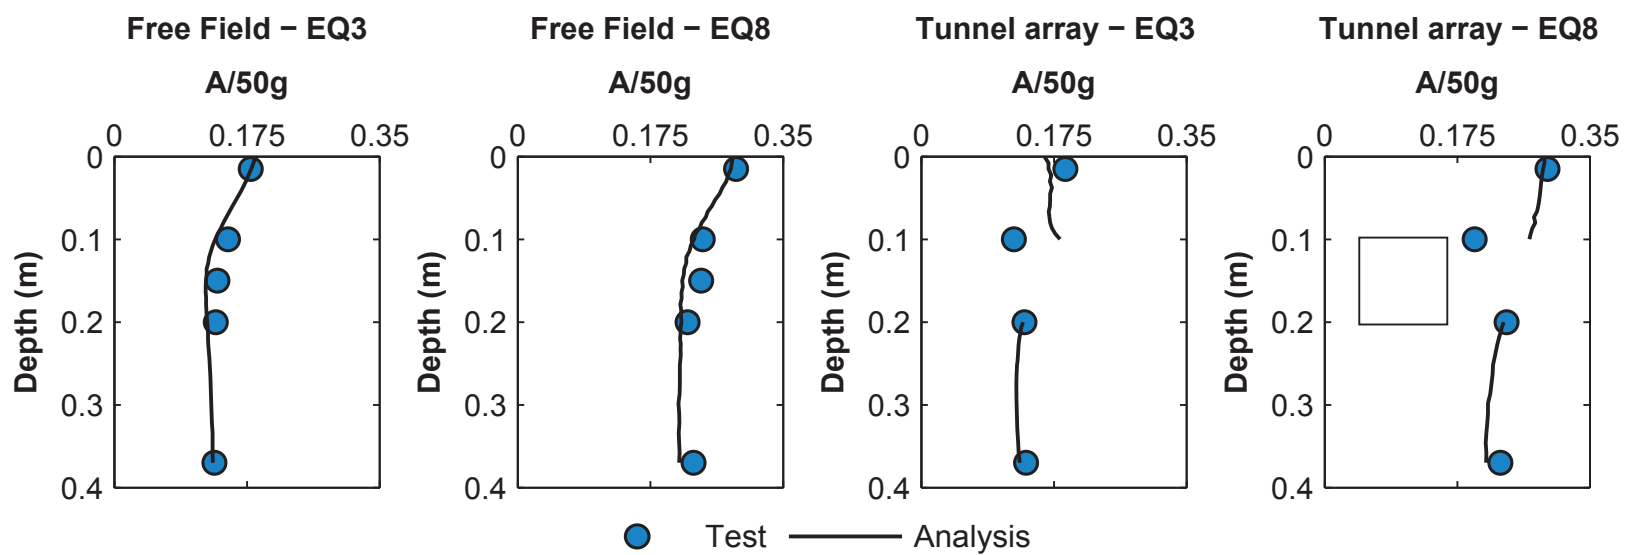 Free Field − EQ3
A/50g
0 0.175 0.35
0
0.1
0.2
0.3
0.4
Depth (m)
Free Field − EQ8
A/50g
0 0.175 0.35
0
0.1
0.2
0.3
0.4
Depth (m)
Tunnel array − EQ3
A/50g
0 0.175 0.35
0
0.1
0.2
0.3
0.4
Depth (m)
Tunnel array − EQ8
A/50g
0 0.175 0.35
0
0.1
0.2
0.3
0.4
Depth (m)
Test Analysis